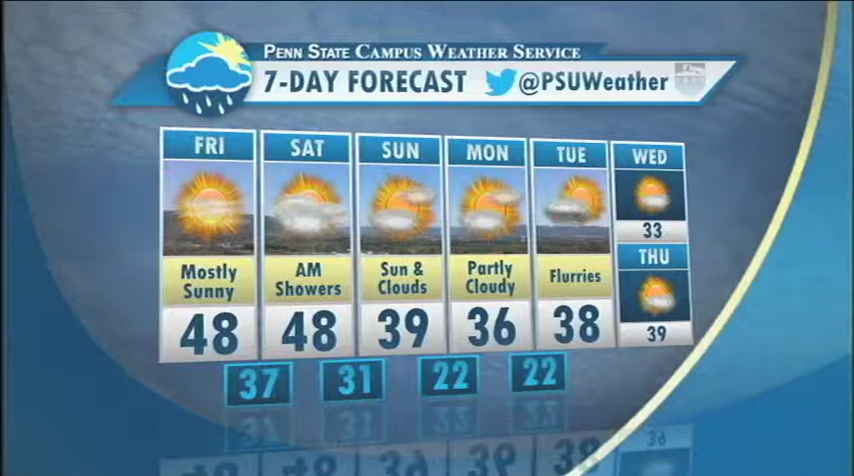 PENN STATE CAMPUS WEATHER SERVICE
7-DAY FORECAST @PSUWeather
FRI SAT SUN MON TUE WED
33
THU
Mostly Sunny
AM Showers
Sun & Clouds
Partly Cloudy
Flurries
48 48 39 36 38 39
37 31 22 22